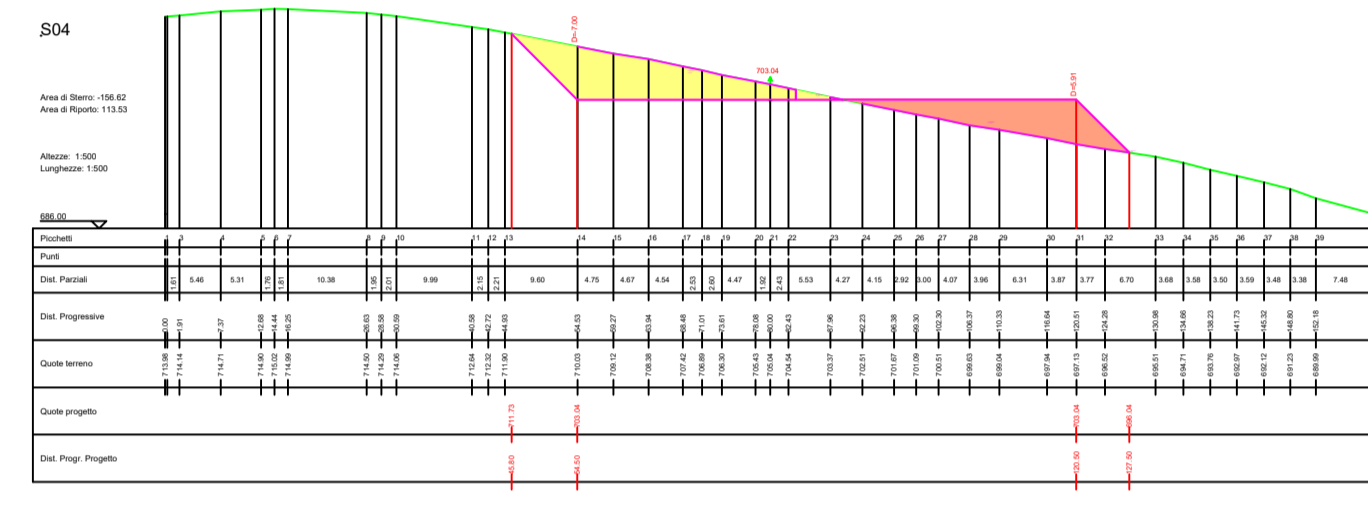 S04
D=-7.00
703.04
D=5.91
Area di Sterro: -156.62
Area di Riporto: 113.53
Altezze: 1:500
Lunghezze: 1:500
686.00
Picchetti 1 3 4 5 6 7 8 9 10 11 12 13 14 15 16 17 18 19 20 21 22 23 24 25 26 27 28 29 30 31 32 33 34 35 36 37 38 39
Punti
Dist. Parziali 1.81 5.46 5.31 1.76 1.81 10.38 1.95 2.01 9.99 2.15 2.21 9.60 4.75 4.67 4.54 2.53 2.60 4.47 1.92 2.43 5.53 4.27 4.15 2.92 3.00 4.07 3.96 6.31 3.87 3.77 6.70 3.68 3.58 3.50 3.59 3.48 3.38 7.48
Dist. Progressive 0.00 1.91 7.37 12.68 14.44 16.25 26.63 28.58 30.59 40.58 42.72 44.93 54.53 59.27 63.94 68.48 71.01 73.61 78.08 80.00 82.43 87.96 92.23 96.38 99.30 102.30 106.37 110.33 116.64 120.51 124.28 130.98 134.66 138.23 141.73 145.32 148.80 152.18
Quote terreno 713.98 714.14 714.71 714.90 715.02 714.99 714.50 714.29 714.06 712.64 712.32 711.90 710.03 709.12 708.38 707.42 706.89 706.30 705.43 705.04 704.54 703.37 702.51 701.67 701.09 700.51 699.63 699.04 697.94 697.13 696.52 695.51 694.71 693.76 692.97 692.12 691.23 689.99
Quote progetto 711.73 703.04 703.04 696.04
Dist. Progr. Progetto 45.80 54.50 120.50 127.50